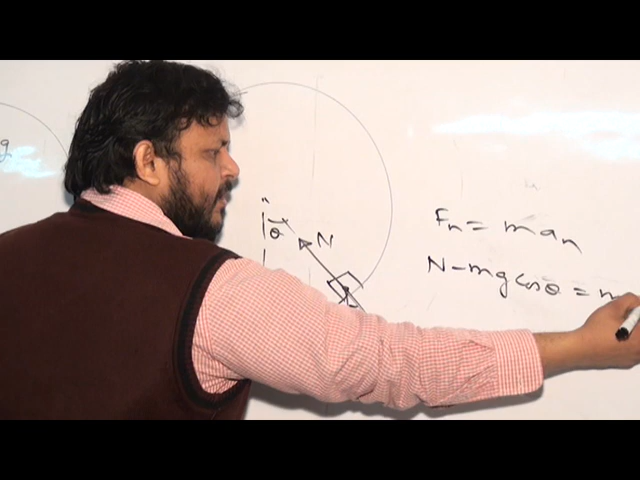 g
θ
N
Fn = man
N-mgcosθ = m